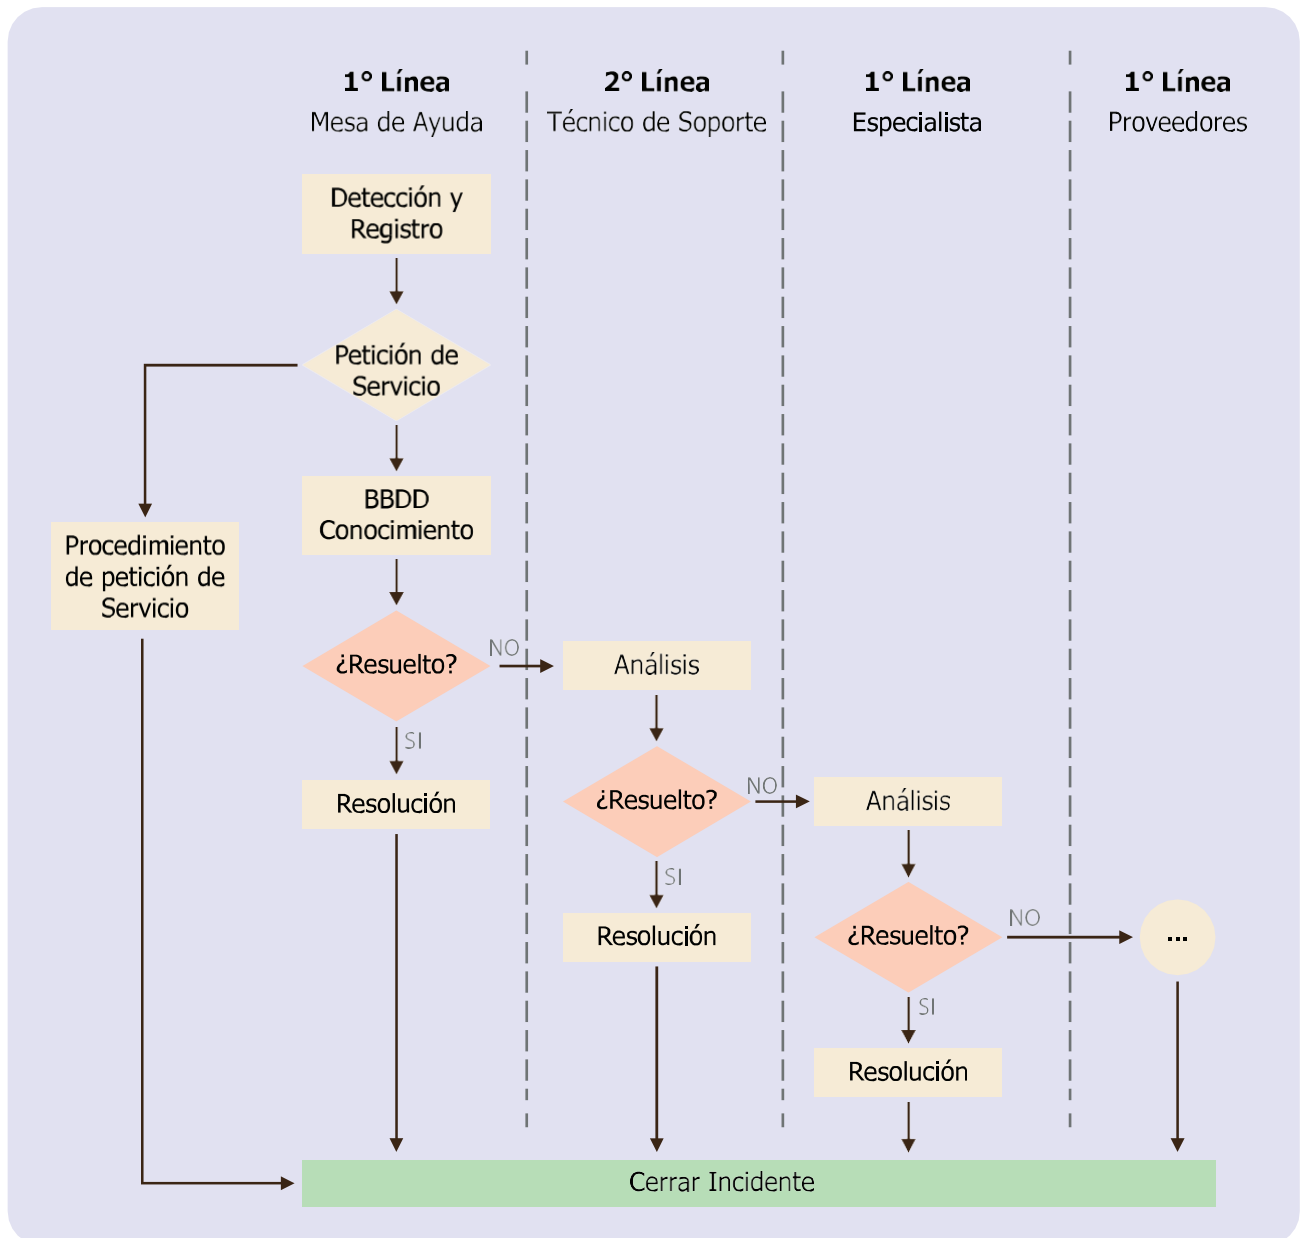 1° Línea
Mesa de Ayuda
2° Línea
Técnico de Soporte
1° Línea
Especialista
1° Línea
Proveedores
Detección y
Registro
Petición de
Servicio
BBDD
Conocimiento
Procedimiento
de petición de
Servicio
¿Resuelto?
NO
SI
Resolución
Análisis
¿Resuelto?
NO
SI
Resolución
Análisis
¿Resuelto?
NO
SI
Resolución
...
Cerrar Incidente